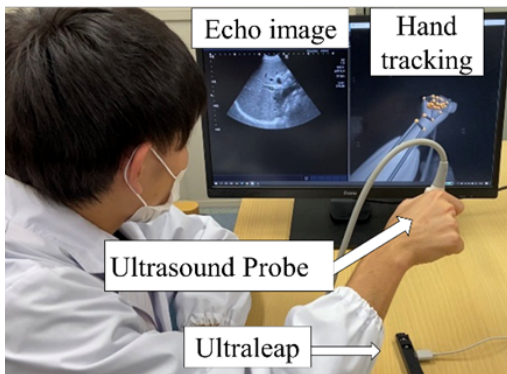 Echo image
Hand
tracking
Ultrasound Probe
Ultraleap